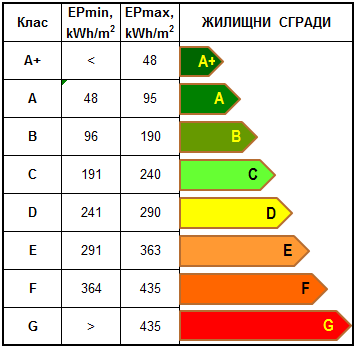 Клас EPmin, kWh/m² EPmax, kWh/m² ЖИЛИЩНИ СГРАДИ
A+ < 48 A+
A 48 95 A
B 96 190 B
C 191 240 C
D 241 290 D
E 291 363 E
F 364 435 F
G > 435 G